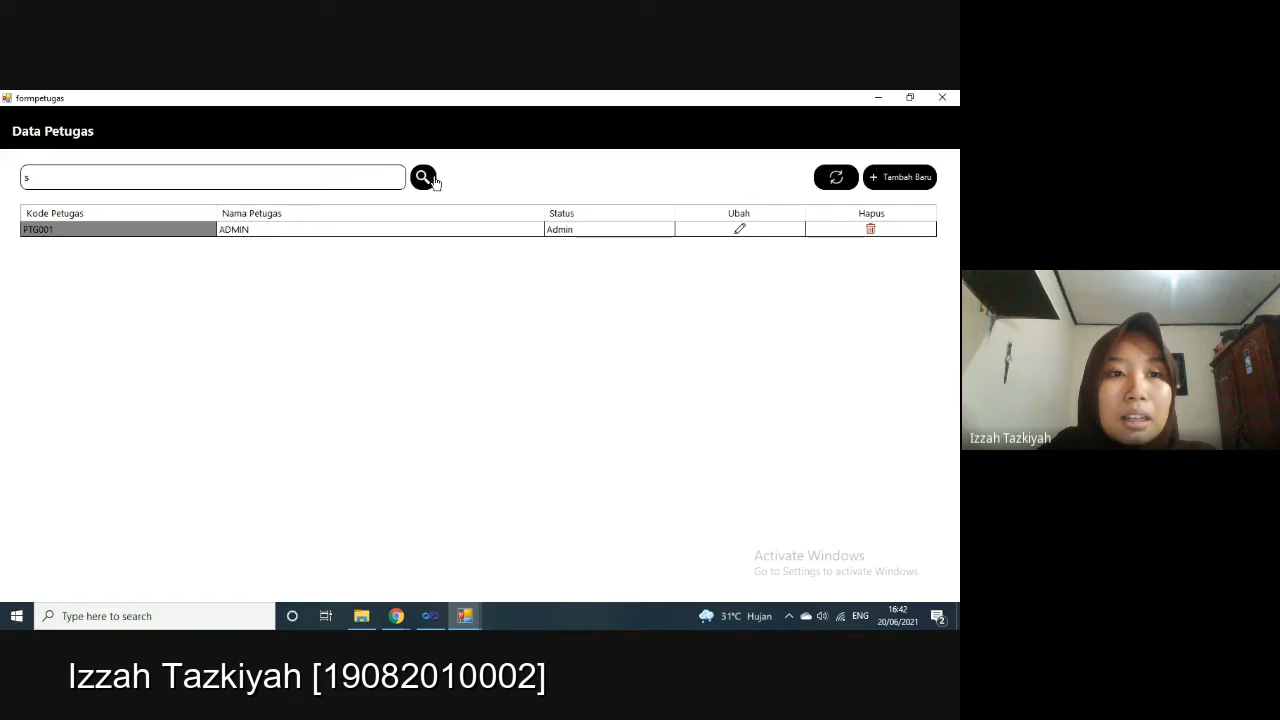 formpetugas
Data Petugas
s
+ Tambah Baru
Kode Petugas Nama Petugas Status Ubah Hapus
PTG001 ADMIN Admin
Activate Windows
Go to Settings to activate Windows.
Izzah Tazkiyah
Type here to search
31°C Hujan
ENG
16:42
20/06/2021
2
Izzah Tazkiyah [19082010002]